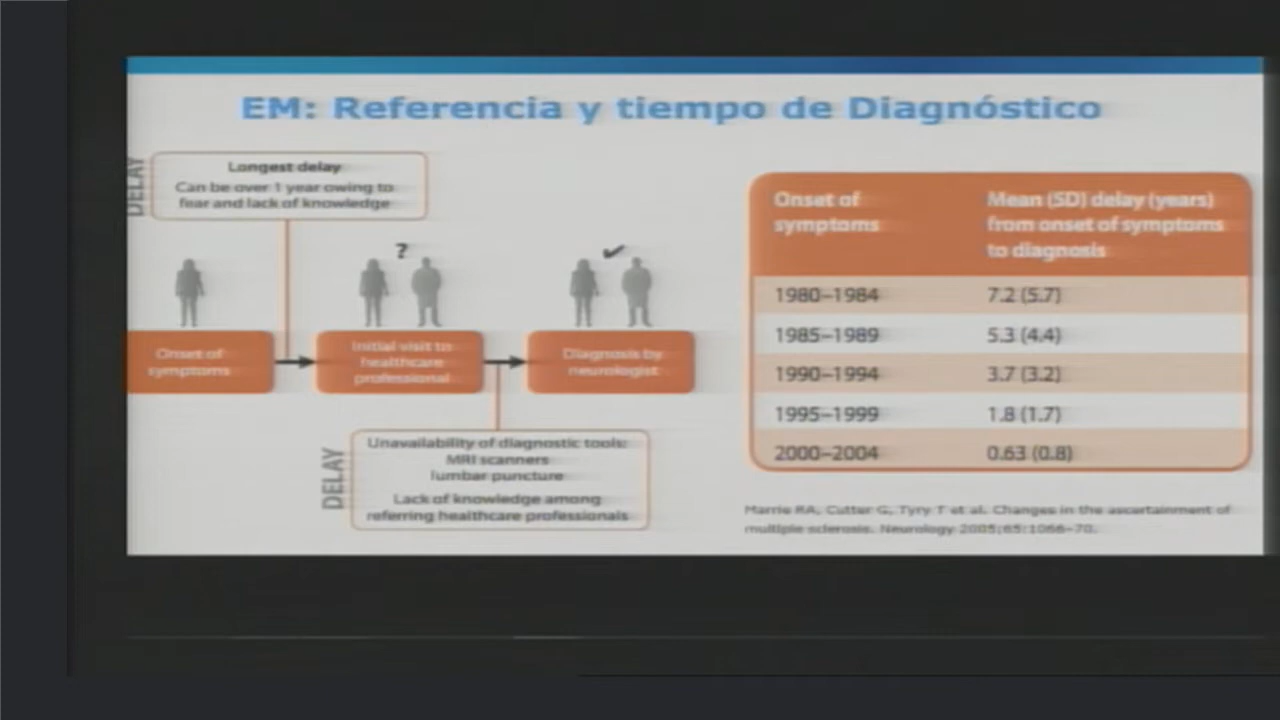 EM: Referencia y tiempo de Diagnóstico
DELAY
Longest delay
Can be over 1 year owing to
fear and lack of knowledge
?
Onset of
symptoms
Initial visit to
healthcare
professional
Diagnosis by
neurologist
DELAY
Unavailability of diagnostic tools:
MRI scanners
lumbar puncture
Lack of knowledge among
referring healthcare professionals
Onset of
symptoms
Mean (SD) delay (years)
from onset of symptoms
to diagnosis
1980–1984 7.2 (5.7)
1985–1989 5.3 (4.4)
1990–1994 3.7 (3.2)
1995–1999 1.8 (1.7)
2000–2004 0.63 (0.8)
Marrie RA, Cutter G, Tyry T et al. Changes in the ascertainment of
multiple sclerosis. Neurology 2005;65:1066–70.